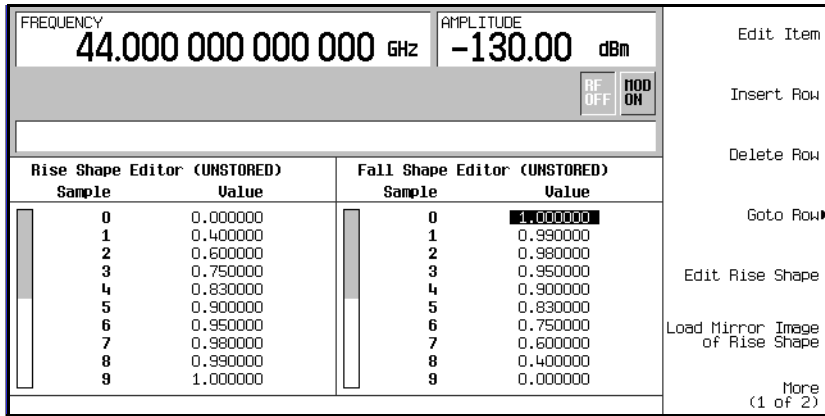 FREQUENCY
44.000 000 000 000 GHz
AMPLITUDE
-130.00 dBm
RF OFF
MOD ON
Rise Shape Editor (UNSTORED)
Sample Value
0 0.000000
1 0.400000
2 0.600000
3 0.750000
4 0.830000
5 0.900000
6 0.950000
7 0.980000
8 0.990000
9 1.000000
Fall Shape Editor (UNSTORED)
Sample Value
0 1.000000
1 0.990000
2 0.980000
3 0.950000
4 0.900000
5 0.830000
6 0.750000
7 0.600000
8 0.400000
9 0.000000
Edit Item
Insert Row
Delete Row
Goto Row
Edit Rise Shape
Load Mirror Image
of Rise Shape
More
(1 of 2)